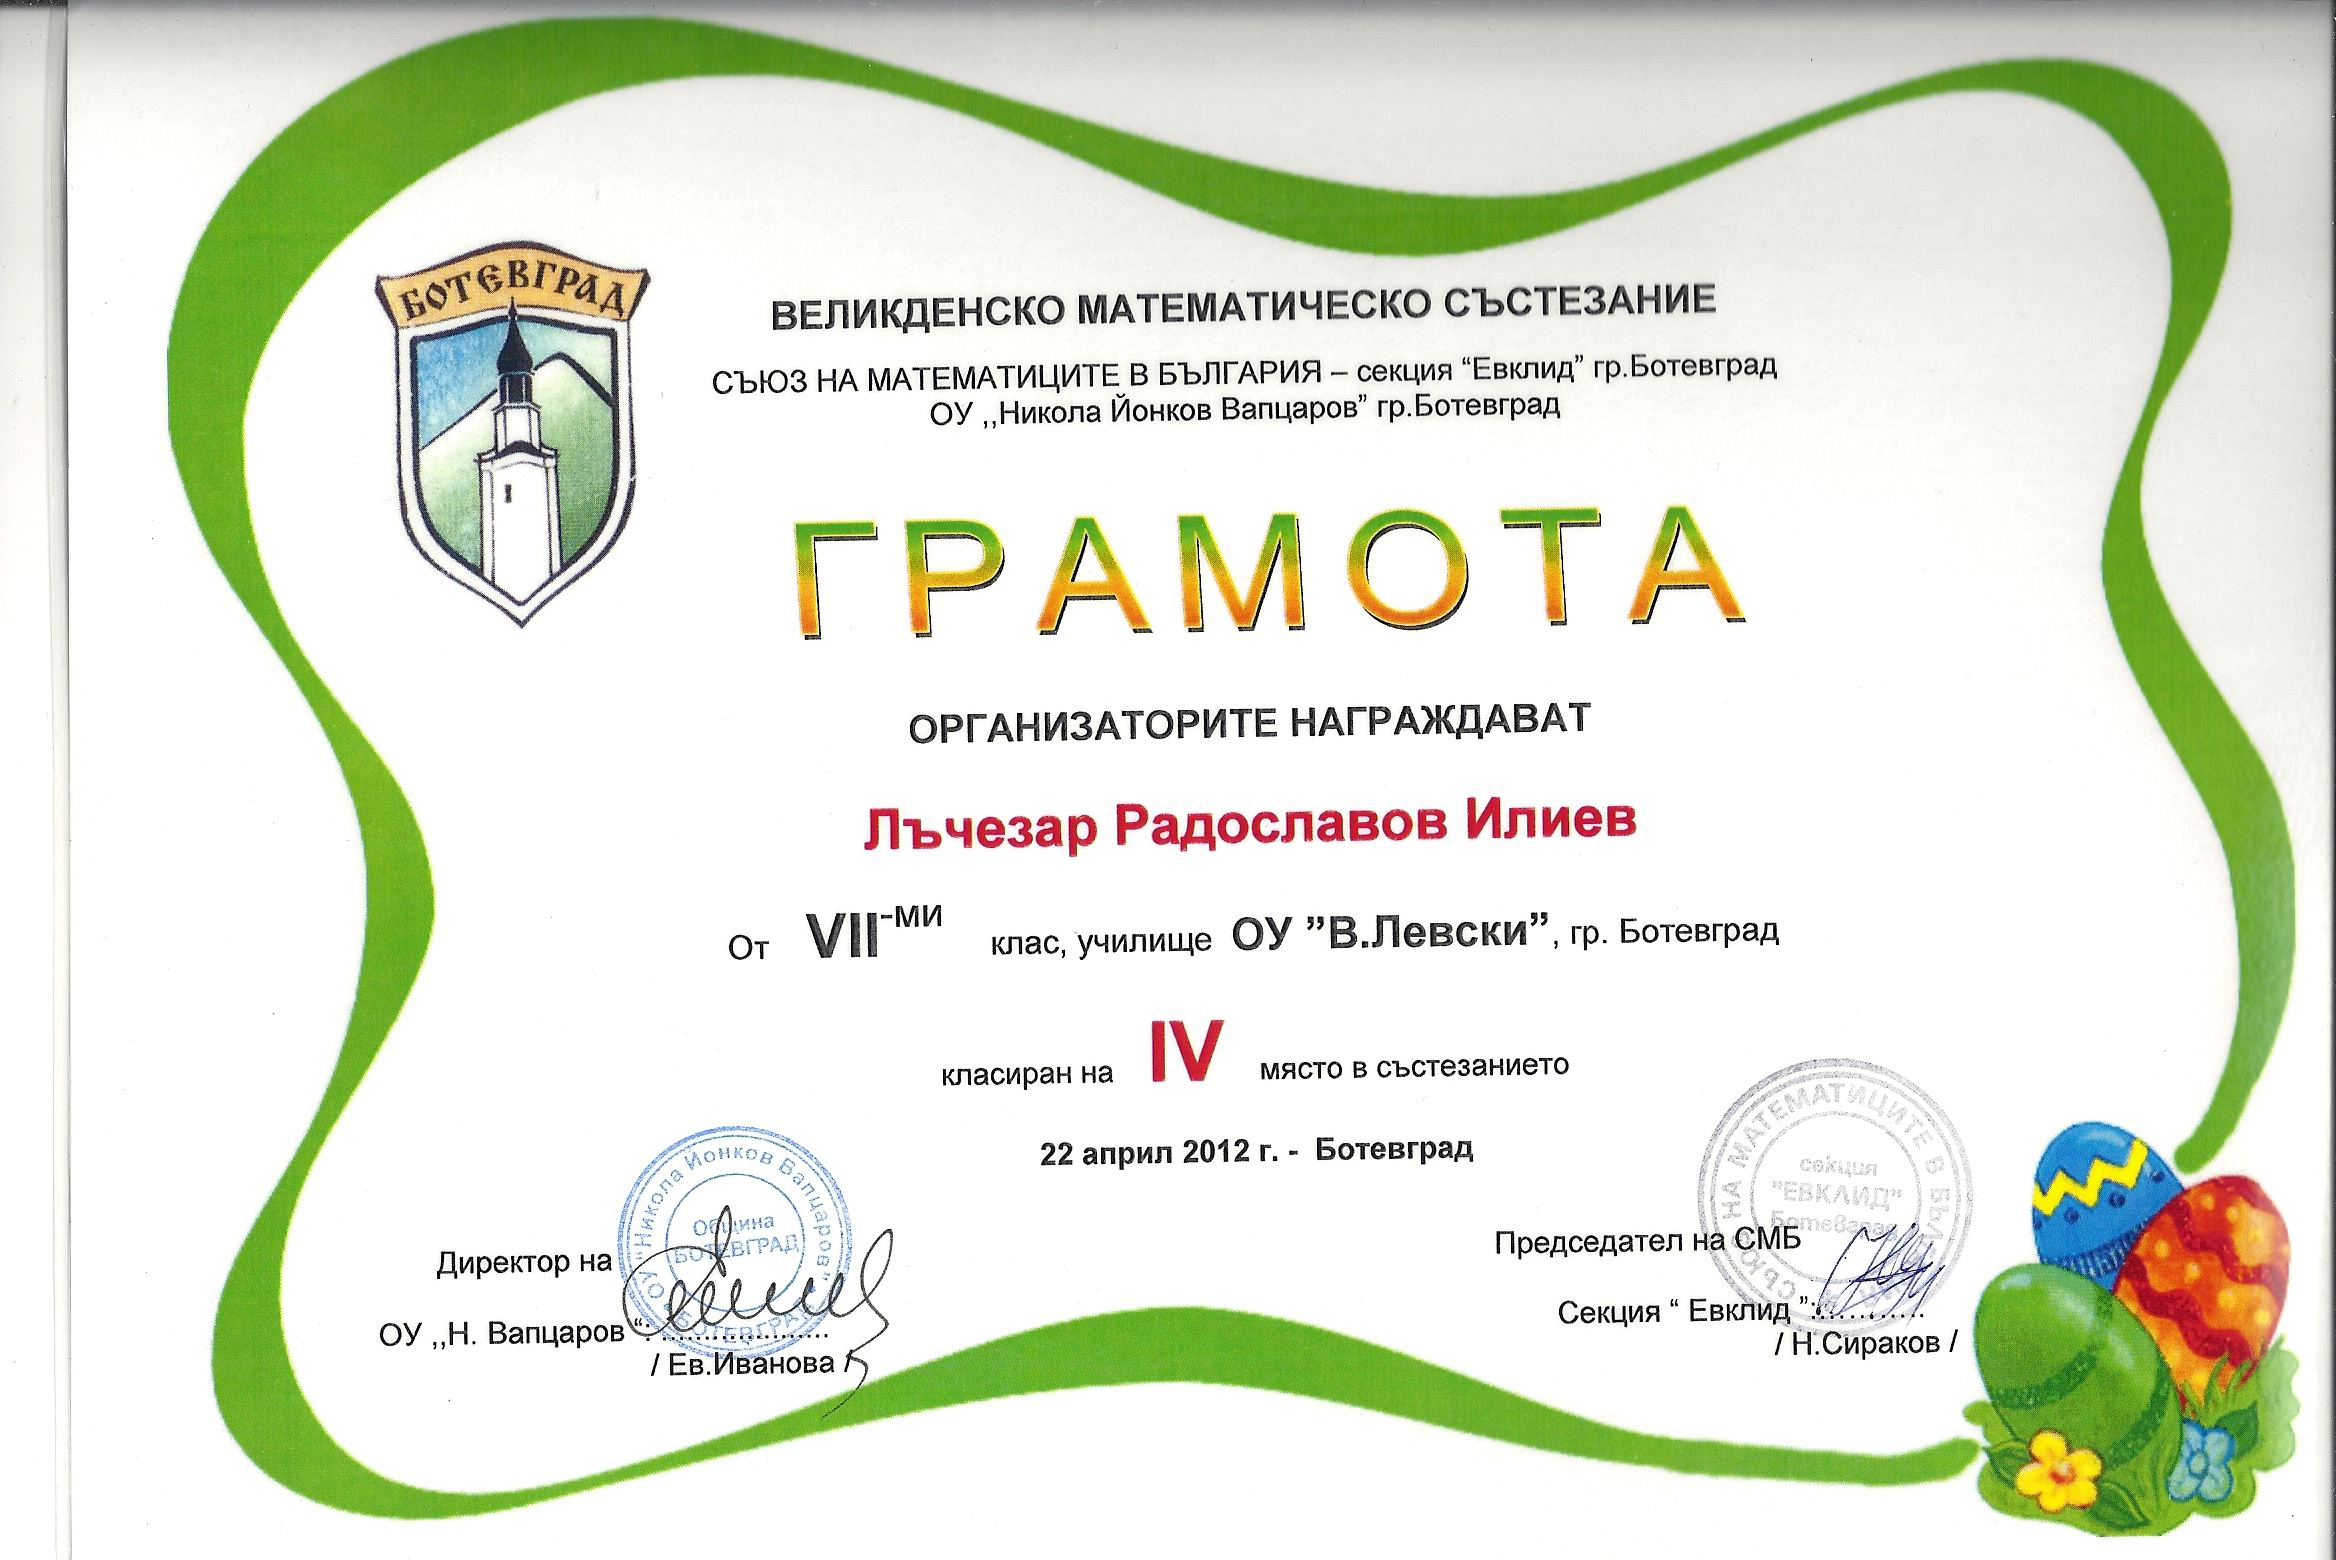 БОТЕВГРАД
ВЕЛИКДЕНСКО МАТЕМАТИЧЕСКО СЪСТЕЗАНИЕ
СЪЮЗ НА МАТЕМАТИЦИТЕ В БЪЛГАРИЯ – секция “Евклид” гр.Ботевград
ОУ ,,Никола Йонков Вапцаров” гр.Ботевград
ГРАМОТА
ОРГАНИЗАТОРИТЕ НАГРАЖДАВАТ
Лъчезар Радославов Илиев
От VII-ми клас, училище ОУ ”В.Левски”, гр. Ботевград
класиран на IV място в състезанието
22 април 2012 г. - Ботевград
ОУ "Никола Йонков Вапцаров"
БОТЕВГРАД
Община
БОТЕВГРАД
Директор на
ОУ ,,Н. Вапцаров “:.....................
/ Ев.Иванова /
СЪЮЗ НА МАТЕМАТИЦИТЕ В
секция
"ЕВКЛИД"
Ботевград
Председател на СМБ
Секция “ Евклид ”:..............
/ Н.Сираков /